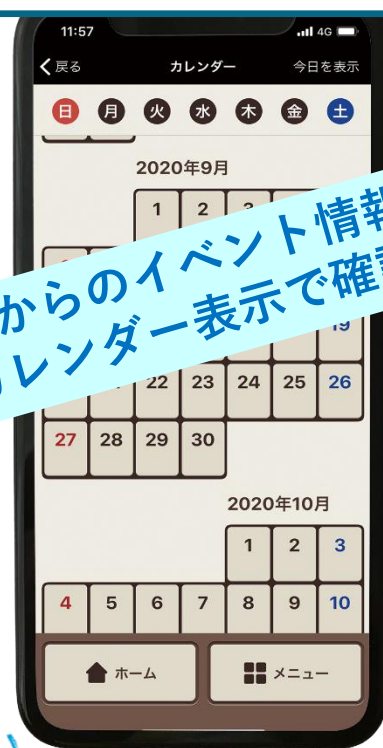 11:57
4G
戻る カレンダー 今日を表示
日 月 火 水 木 金 土
2020年9月
1 2 3
からのイベント情報
カレンダー表示で確認
19
22 23 24 25 26
27 28 29 30
2020年10月
1 2 3
4 5 6 7 8 9 10
ホーム メニュー